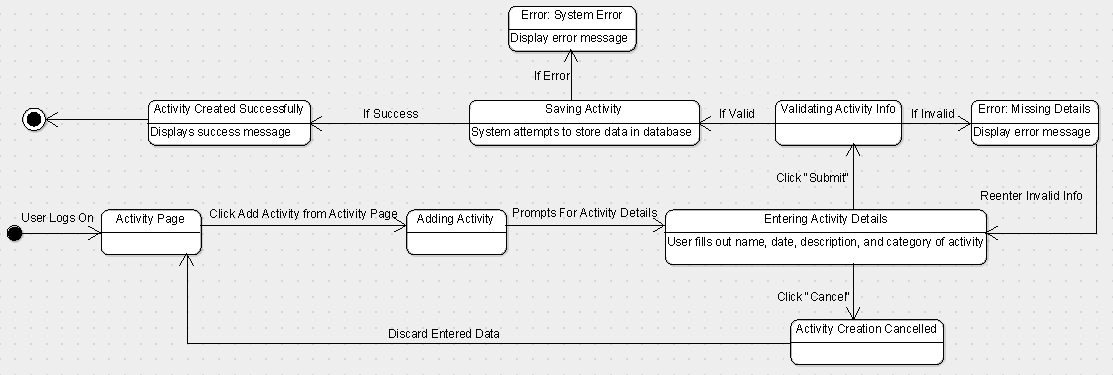 Error: System Error
Display error message
If Error
Activity Created Successfully
Displays success message
If Success
Saving Activity
System attempts to store data in database
If Valid
Validating Activity Info
If Invalid
Error: Missing Details
Display error message
Click "Submit"
Reenter Invalid Info
User Logs On
Activity Page
Click Add Activity from Activity Page
Adding Activity
Prompts For Activity Details
Entering Activity Details
User fills out name, date, description, and category of activity
Click "Cancel"
Activity Creation Cancelled
Discard Entered Data